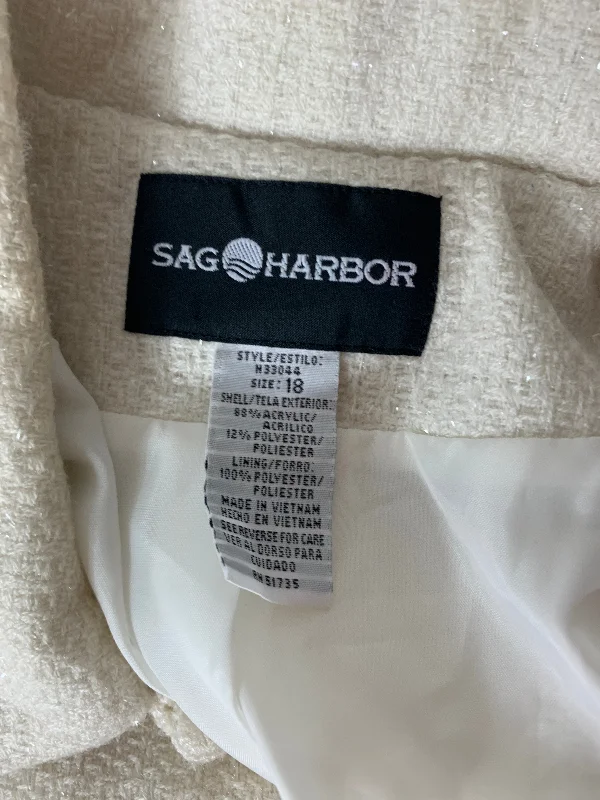 SAG HARBOR
STYLE/ESTILO:
H33044
SIZE: 18
SHELL/TELA EXTERIOR:
88% ACRYLIC/
ACRILICO
12% POLYESTER/
POLIESTER
LINING/FORRO:
100% POLYESTER/
POLIESTER
MADE IN VIETNAM
HECHO EN VIETNAM
SEE REVERSE FOR CARE
VER AL DORSO PARA
CUIDADO
RN 51735